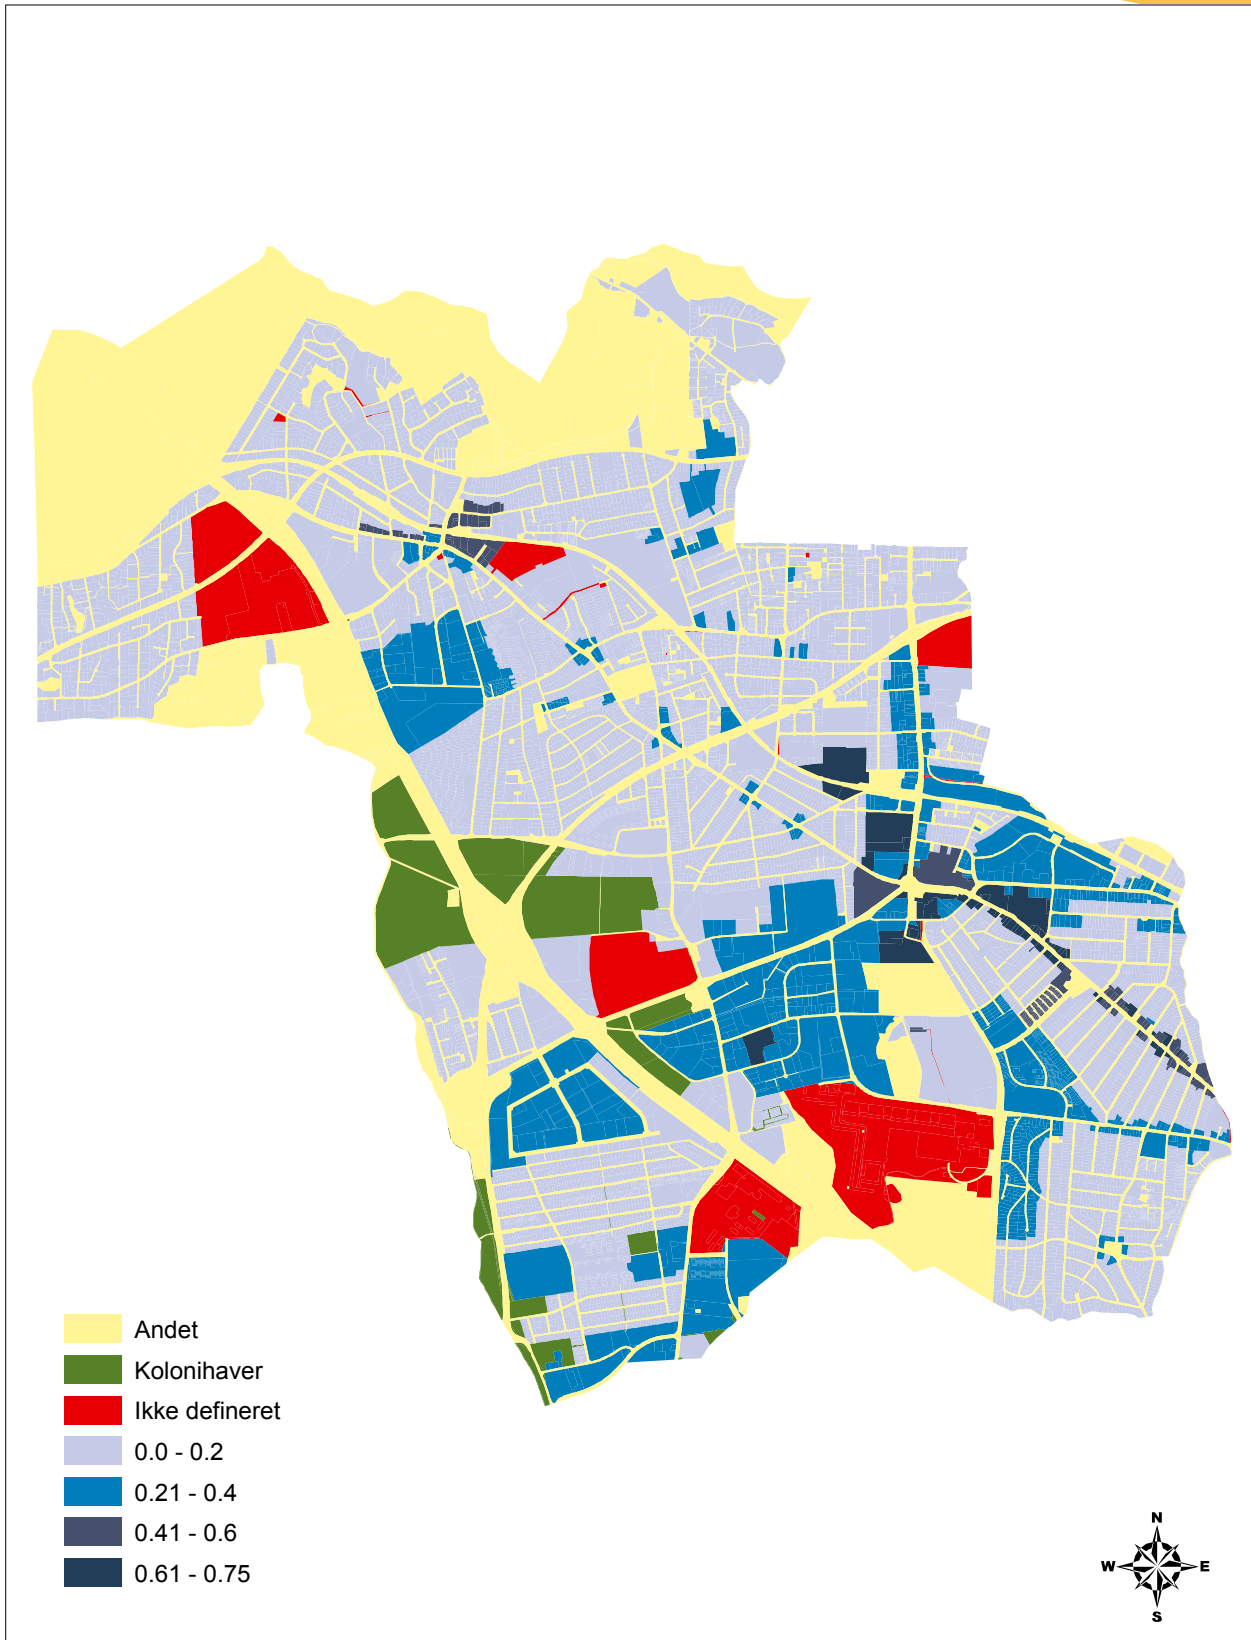 Andet
Kolonihaver
Ikke defineret
0.0 - 0.2
0.21 - 0.4
0.41 - 0.6
0.61 - 0.75
N
W E
S